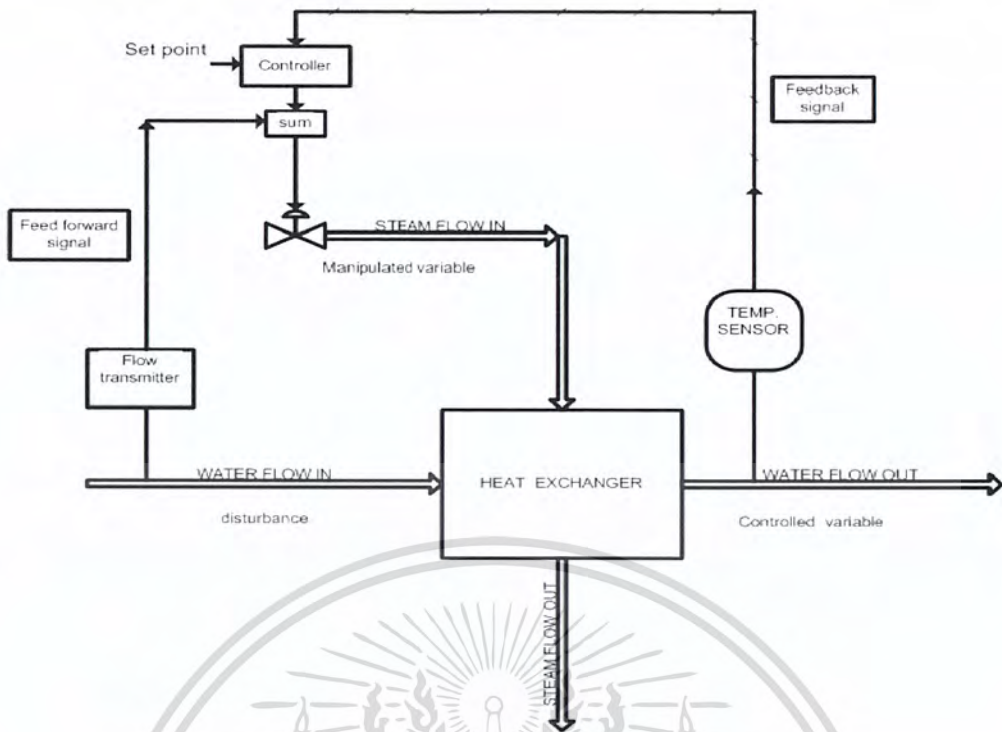 Set point
Controller
sum
Feedback
signal
Feed forward
signal
STEAM FLOW IN
Manipulated variable
TEMP.
SENSOR
Flow
transmitter
WATER FLOW IN
HEAT EXCHANGER
WATER FLOW OUT
disturbance
Controlled variable
STEAM FLOW OUT